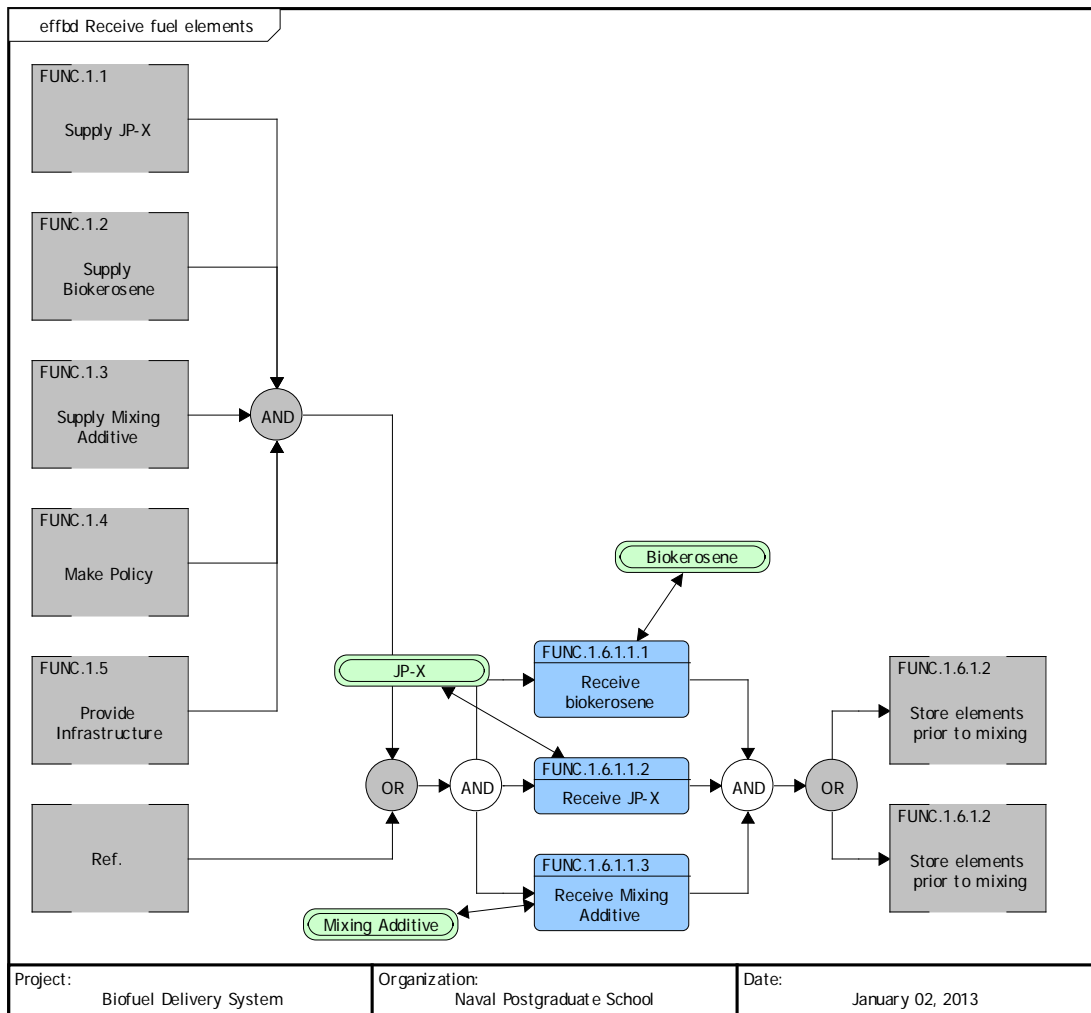 effbd Receive fuel elements
FUNC.1.1
Supply JP-X
FUNC.1.2
Supply
Biokerosene
FUNC.1.3
Supply Mixing
Additive
AND
FUNC.1.4
Make Policy
Biokerosene
FUNC.1.5
Provide
Infrastructure
JP-X
FUNC.1.6.1.1.1
Receive
biokerosene
FUNC.1.6.1.2
Store elements
prior to mixing
OR
AND
FUNC.1.6.1.1.2
Receive JP-X
AND
OR
Ref.
FUNC.1.6.1.1.3
Receive Mixing
Additive
FUNC.1.6.1.2
Store elements
prior to mixing
Mixing Additive
Project:
Biofuel Delivery System
Organization:
Naval Postgraduate School
Date:
January 02, 2013